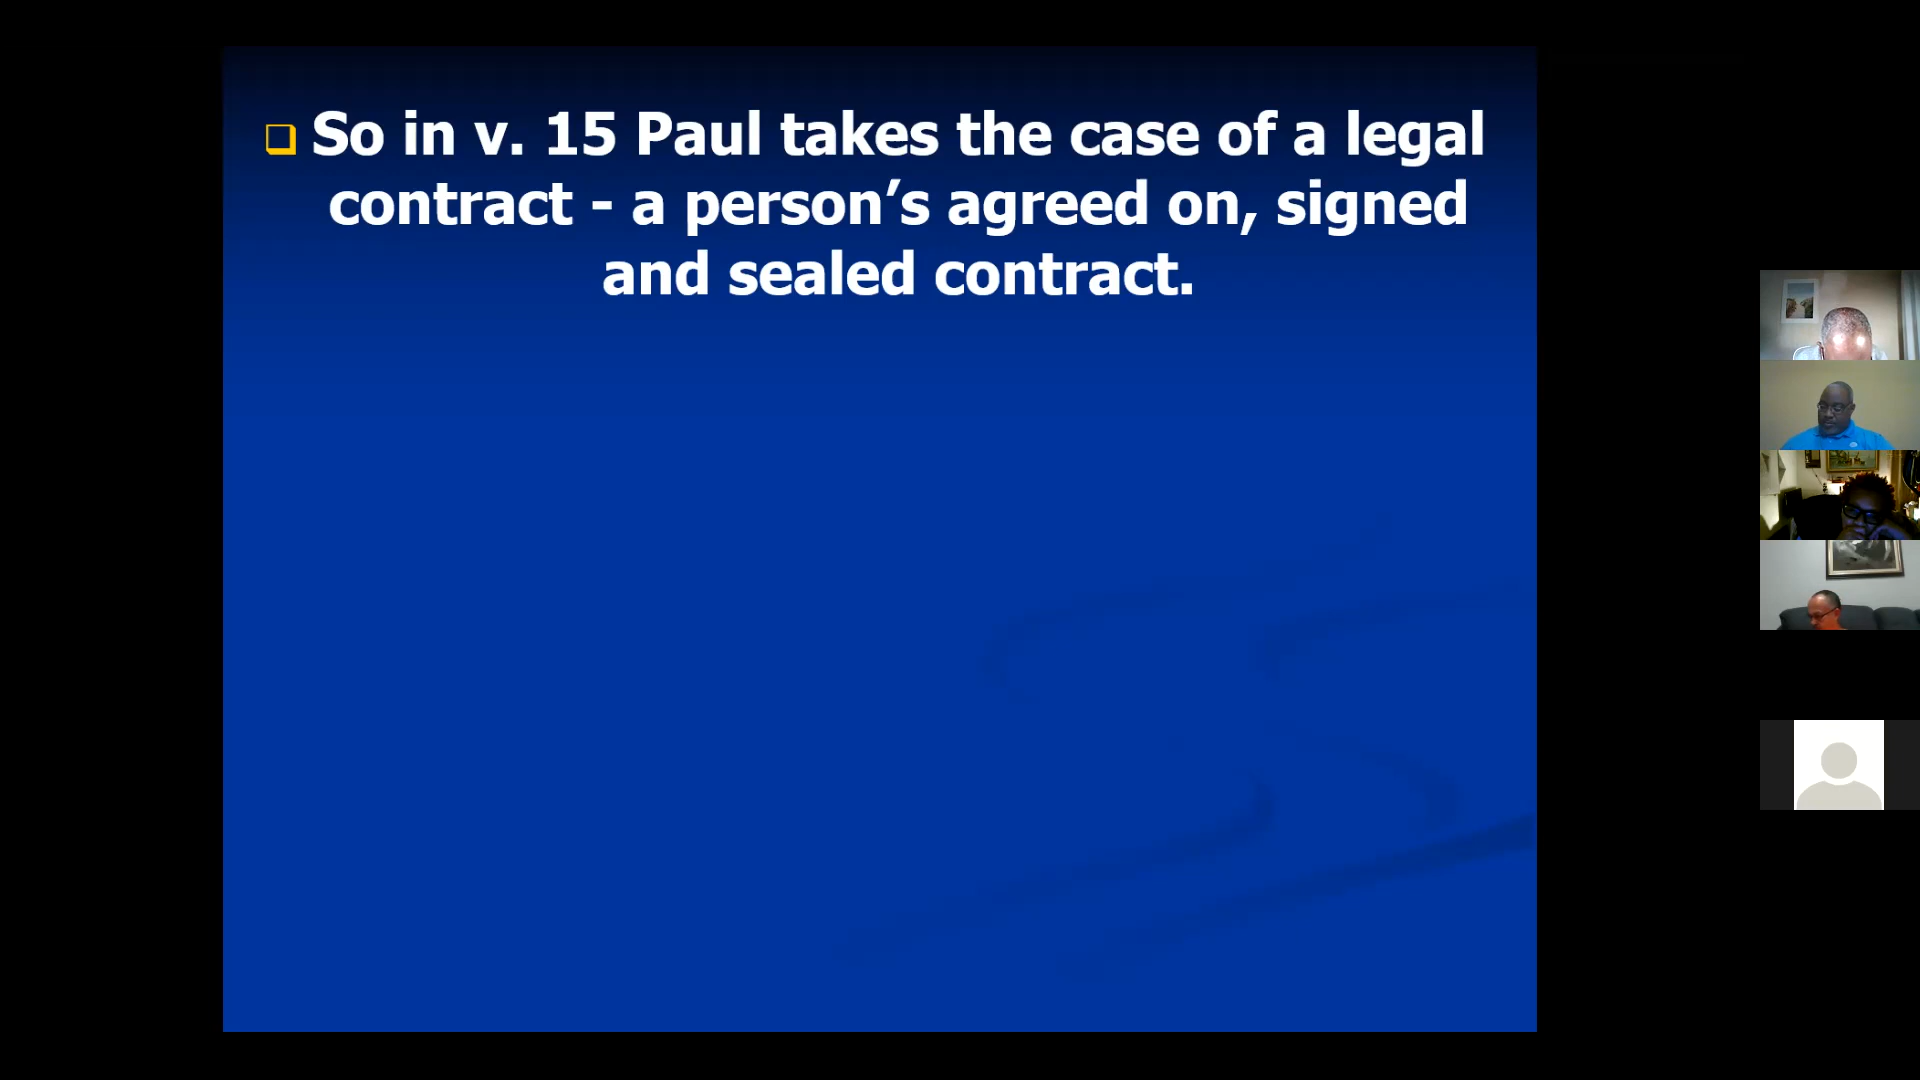 So in v. 15 Paul takes the case of a legal
contract - a person’s agreed on, signed
and sealed contract.